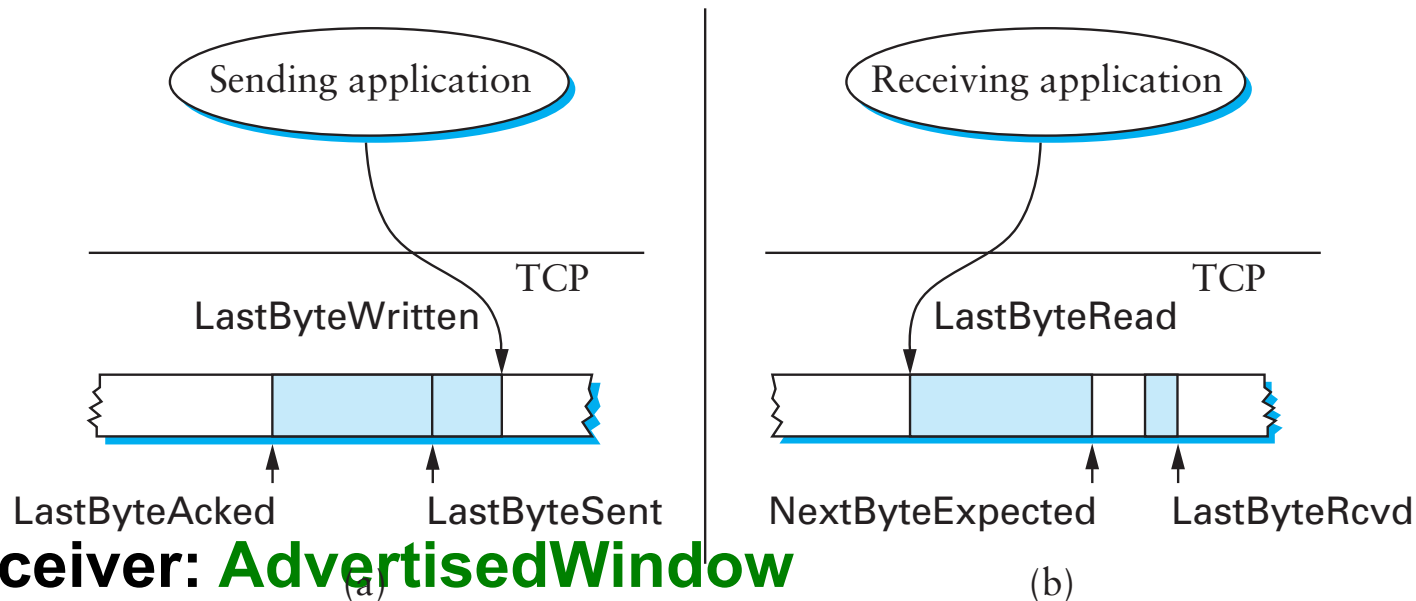 Sending application
TCP
LastByteWritten
LastByteAcked
LastByteSent
(a)
Receiving application
TCP
LastByteRead
NextByteExpected
LastByteRcvd
(b)
ceiver: AdvertisedWindow